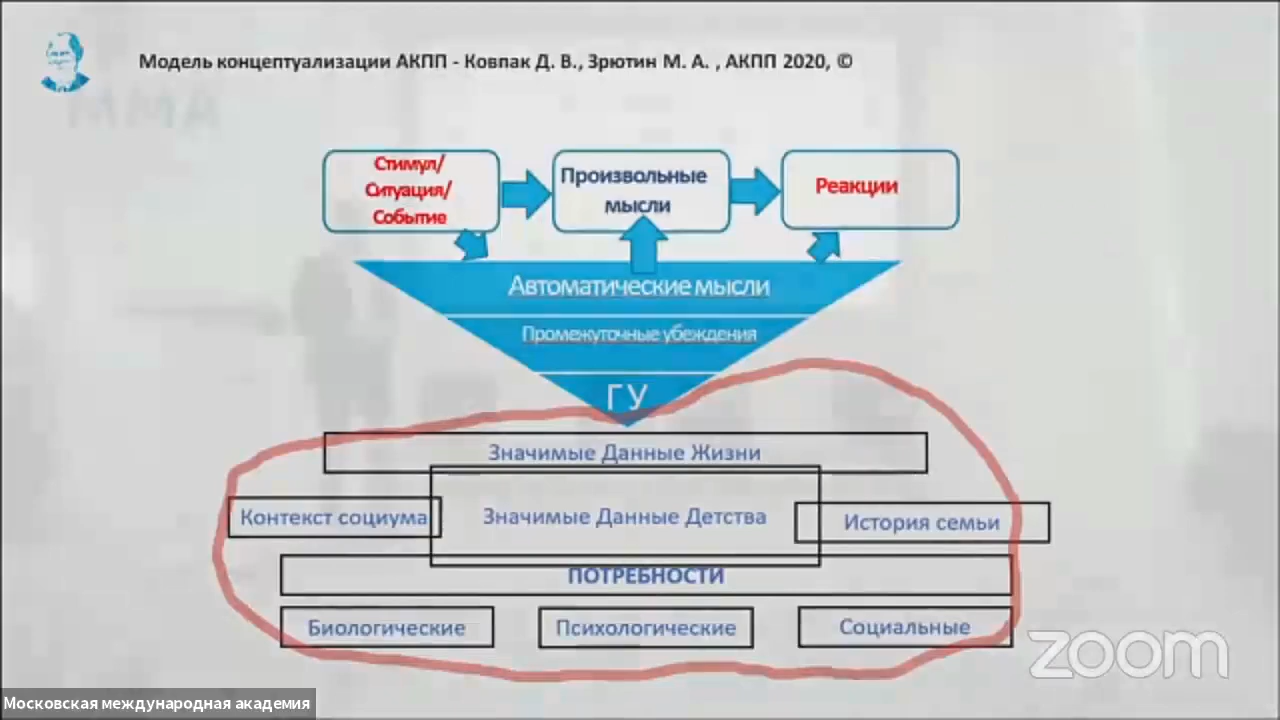 Модель концептуализации АКПП - Ковпак Д. В., Зрютин М. А. , АКПП 2020, ©
ММА
Стимул/
Ситуация/
Событие
Произвольные
мысли
Реакции
Автоматические мысли
Промежуточные убеждения
ГУ
Значимые Данные Жизни
Контекст социума
Значимые Данные Детства
История семьи
ПОТРЕБНОСТИ
Биологические
Психологические
Социальные
zoom
Московская международная академия